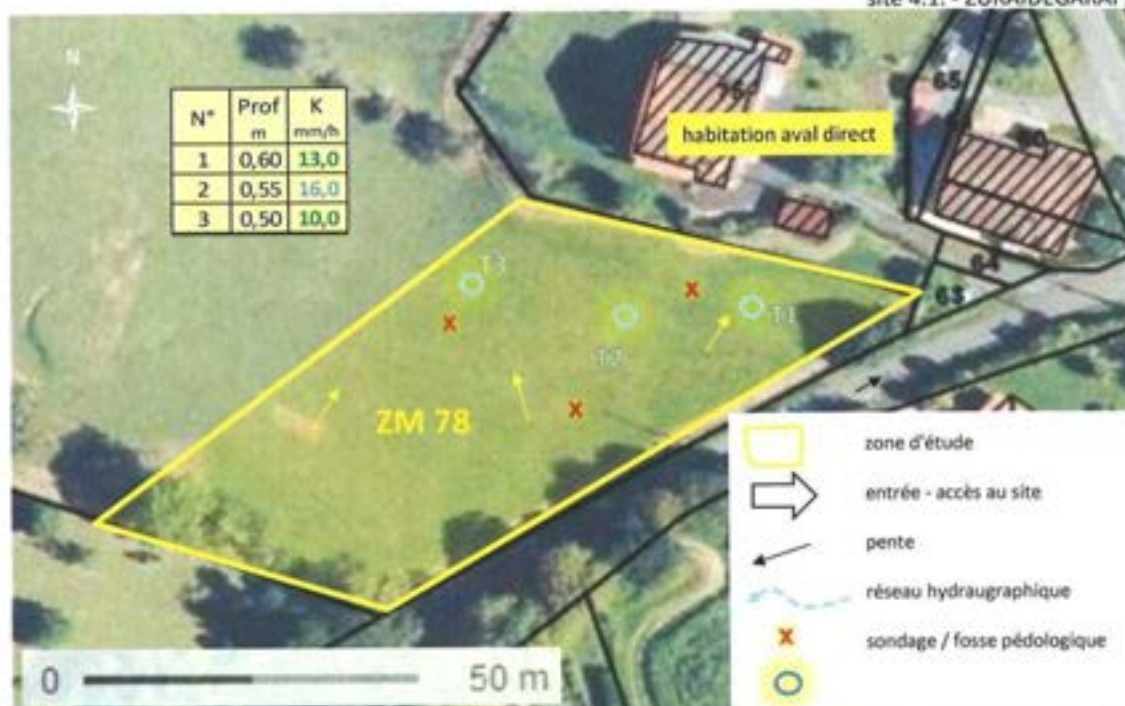 site 4.1. - ZURAIDEGARAI
N
N° Prof m K mm/h
1 0,60 13,0
2 0,55 16,0
3 0,50 10,0
habitation aval direct
65
64
63
T3
T2
T1
ZM 78
zone d'étude
entrée - accès au site
pente
réseau hydraugraphique
sondage / fosse pédologique
0 50 m